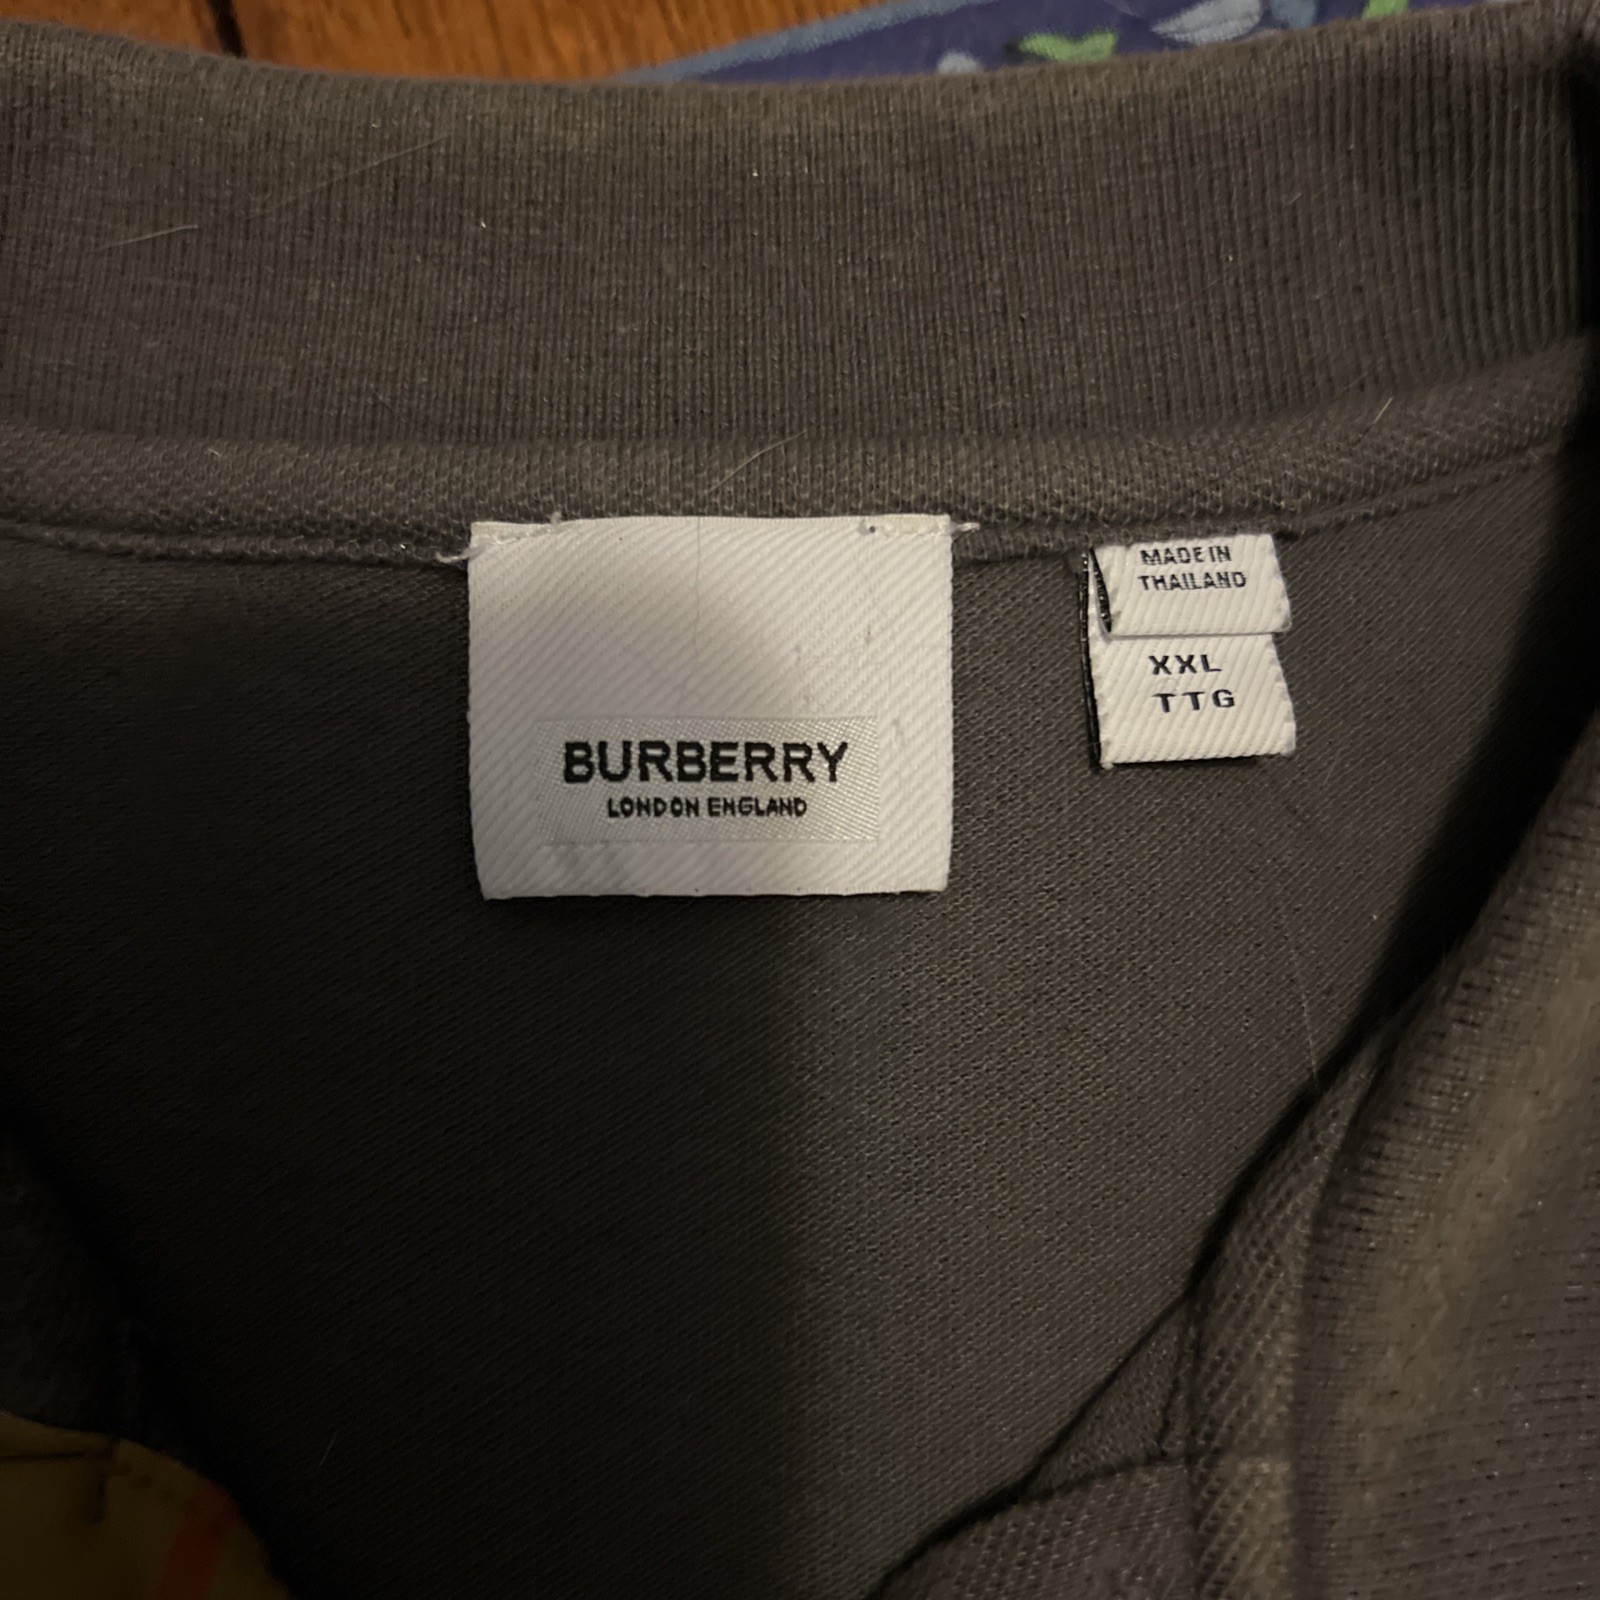 BURBERRY
LONDON ENGLAND
MADE IN
THAILAND
XXL
TTG